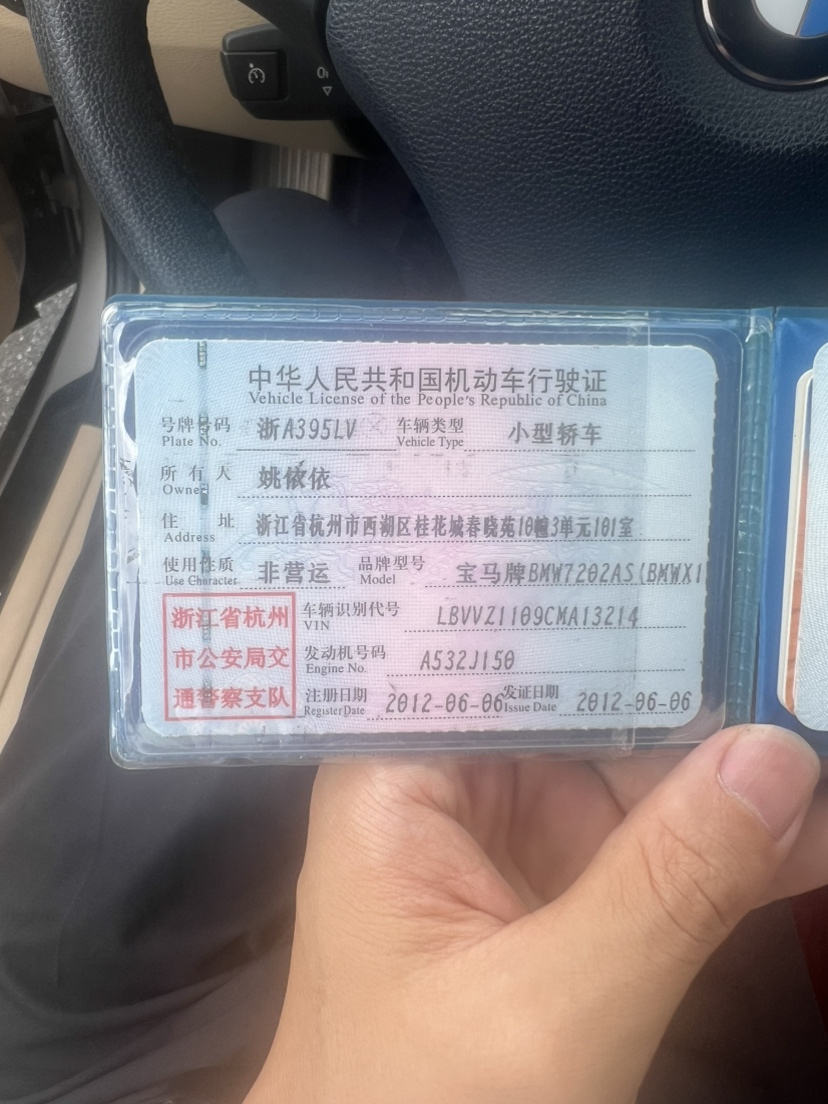 中华人民共和国机动车行驶证
Vehicle License of the People's Republic of China
号牌号码 浙A395LV 车辆类型 小型轿车
Plate No. Vehicle Type
所有人 姚依依
Owner
住址 浙江省杭州市西湖区桂花城春晓苑10幢3单元101室
Address
使用性质 非营运 品牌型号 宝马牌BMW7202AS(BMWX1
Use Character Model
浙江省杭州 车辆识别代号 LBVVZ1109CMA13214
VIN
市公安局交 发动机号码 A532J150
Engine No.
通警察支队 注册日期 2012-06-06 发证日期 2012-06-06
Register Date Issue Date